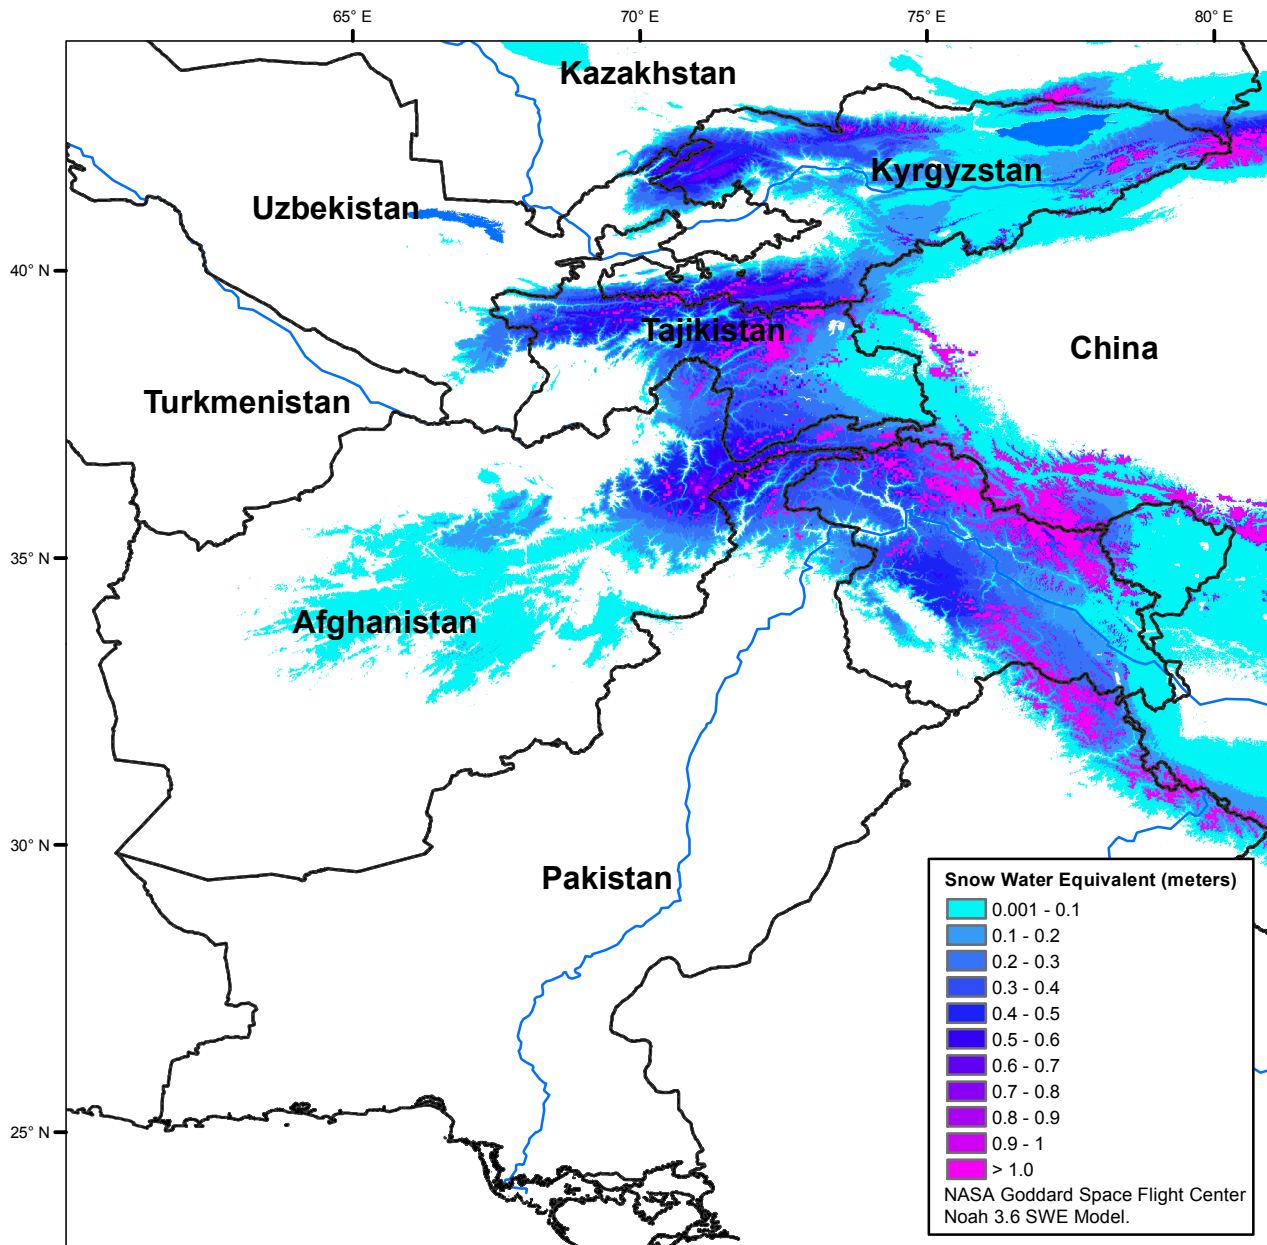 65° E
70° E
75° E
80° E
Kazakhstan
Kyrgyzstan
Uzbekistan
40° N
Tajikistan
China
Turkmenistan
35° N
Afghanistan
30° N
Pakistan
25° N
Snow Water Equivalent (meters)
0.001 - 0.1
0.1 - 0.2
0.2 - 0.3
0.3 - 0.4
0.4 - 0.5
0.5 - 0.6
0.6 - 0.7
0.7 - 0.8
0.8 - 0.9
0.9 - 1
> 1.0
NASA Goddard Space Flight Center
Noah 3.6 SWE Model.